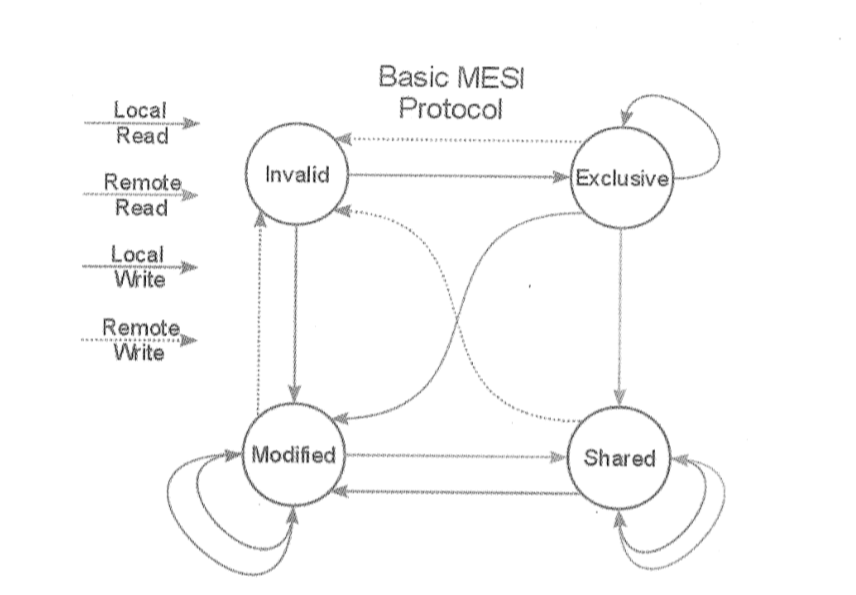 Basic MESI
Protocol
Local
Read
Remote
Read
Local
Write
Remote
Write
Invalid
Exclusive
Modified
Shared